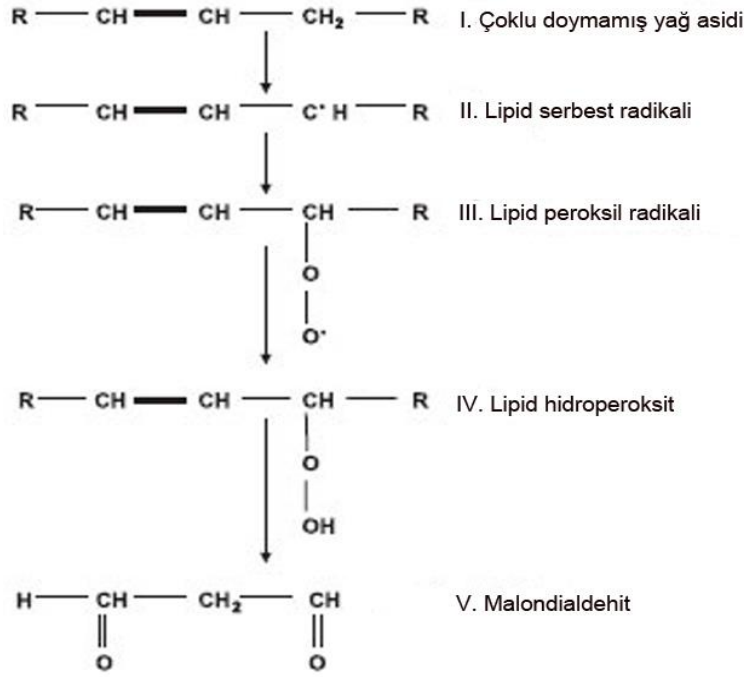 R CH CH CH₂ R I. Çoklu doymamış yağ asidi
R CH CH C· H R II. Lipid serbest radikali
R CH CH CH R III. Lipid peroksil radikali
O
O·
R CH CH CH R IV. Lipid hidroperoksit
O
OH
H CH CH₂ CH V. Malondialdehit
O O